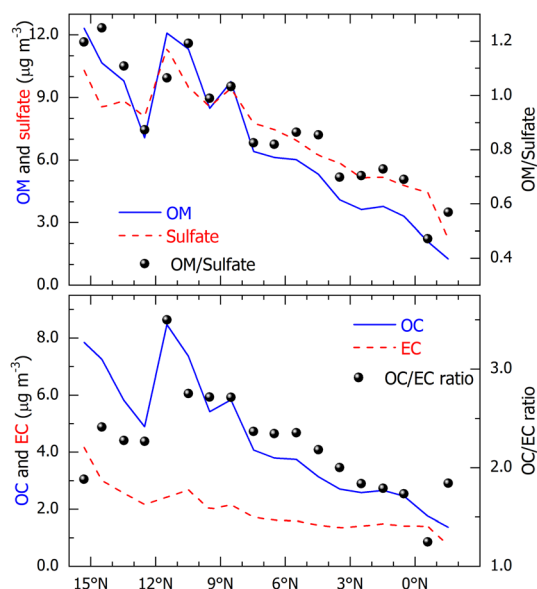 15.0
12.0
9.0
6.0
3.0
0.0
OM and sulfate (μg m⁻³)
1.2
1.0
0.8
0.6
0.4
OM/Sulfate
OM
Sulfate
OM/Sulfate
8.0
6.0
4.0
2.0
0.0
OC and EC (μg m⁻³)
3.0
2.0
1.0
OC/EC ratio
OC
EC
OC/EC ratio
15°N 12°N 9°N 6°N 3°N 0°N